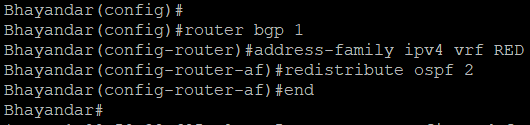 Bhayandar(config)#
Bhayandar(config)#router bgp 1
Bhayandar(config-router)#address-family ipv4 vrf RED
Bhayandar(config-router-af)#redistribute ospf 2
Bhayandar(config-router-af)#end
Bhayandar#